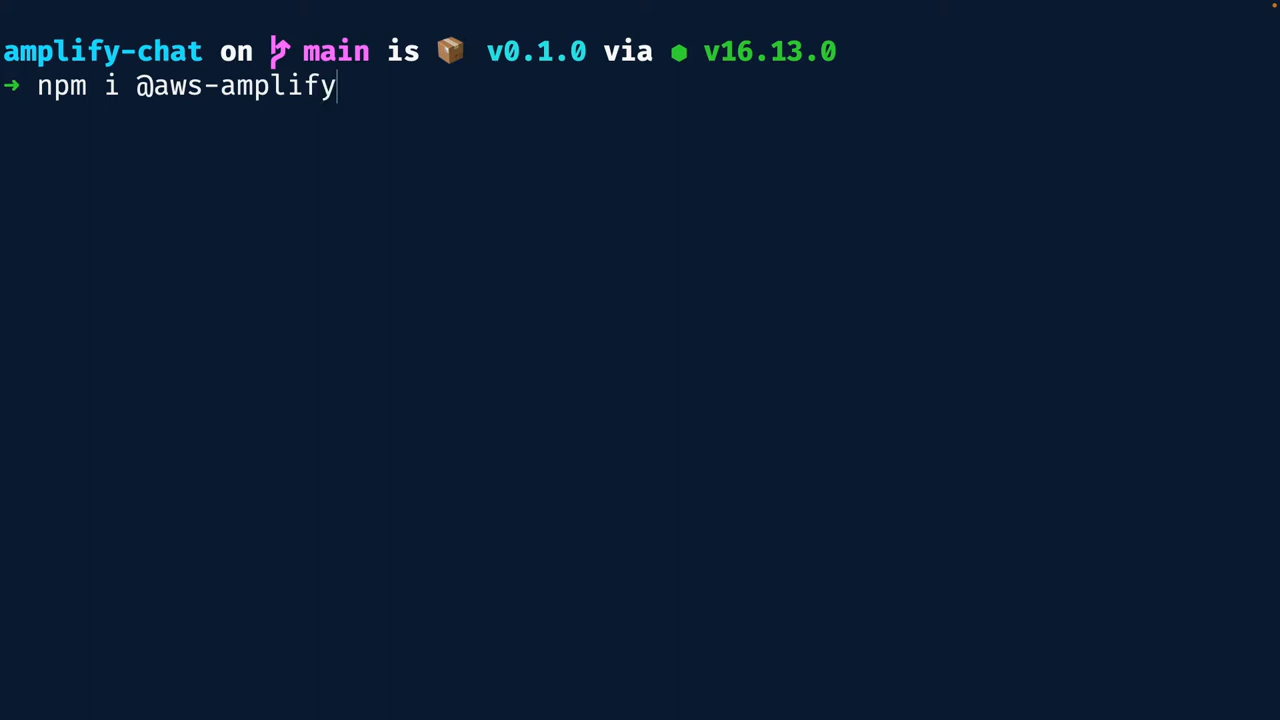 amplify-chat on main is 📦 v0.1.0 via ⬢ v16.13.0
➜ npm i @aws-amplify